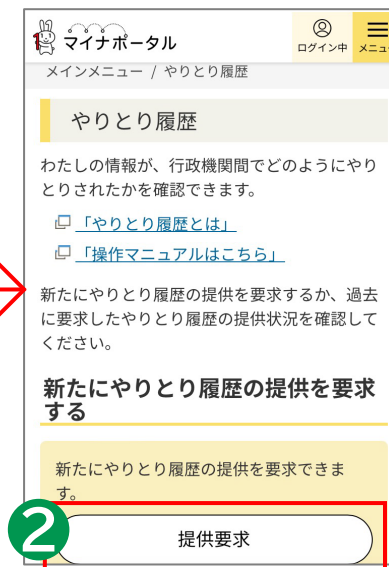 マイナポータル
ログイン中
メニュー
メインメニュー / やりとり履歴
やりとり履歴
わたしの情報が、行政機関間でどのようにやり
とりされたかを確認できます。
「やりとり履歴とは」
「操作マニュアルはこちら」
新たにやりとり履歴の提供を要求するか、過去
に要求したやりとり履歴の提供状況を確認して
ください。
新たにやりとり履歴の提供を要求
する
新たにやりとり履歴の提供を要求できま
す。
2
提供要求